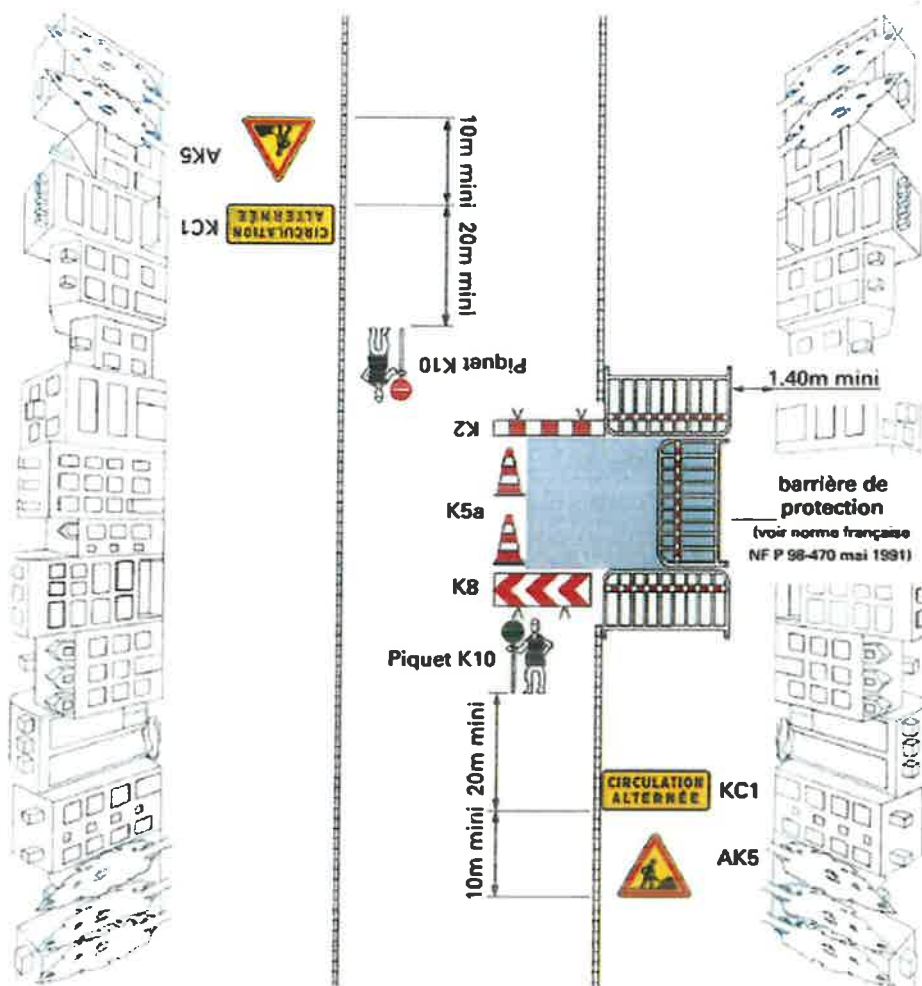 AK5
10m mini
KC1
CIRCULATION
ALTERNÉE
20m mini
Piquet K10
1.40m mini
K2
K5a
barrière de
protection
(voir norme française
NF P 98-470 mai 1991)
K8
Piquet K10
20m mini
CIRCULATION
ALTERNÉE
KC1
10m mini
AK5